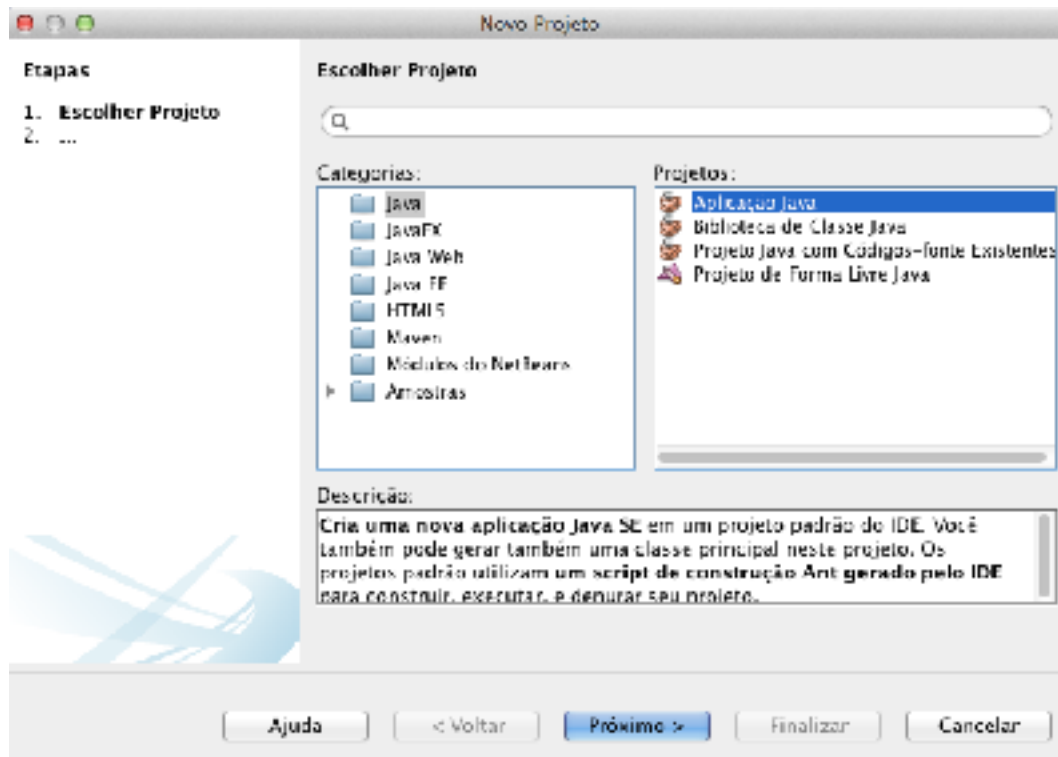 Novo Projeto
Etapas
1. Escolher Projeto
2. ...
Escolher Projeto
Categorias:
Java
JavaFX
Java Web
Java EE
HTML5
Maven
Módulos do NetBeans
Amostras
Projetos:
Aplicação Java
Biblioteca de Classe Java
Projeto Java com Códigos-fonte Existentes
Projeto de Forma Livre Java
Descrição:
Cria uma nova aplicação Java SE em um projeto padrão do IDE. Você
também pode gerar também uma classe principal neste projeto. Os
projetos padrão utilizam um script de construção Ant gerado pelo IDE
para construir, executar, e depurar seu projeto.
Ajuda
< Voltar
Próximo >
Finalizar
Cancelar